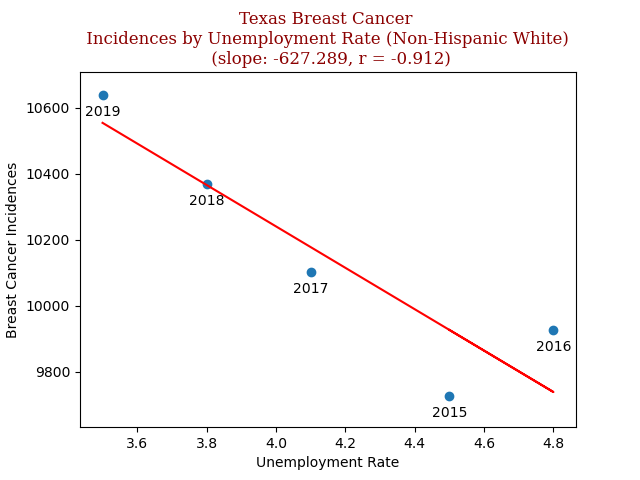 Texas Breast Cancer
Incidences by Unemployment Rate (Non-Hispanic White)
(slope: -627.289, r = -0.912)
10600
10400
10200
10000
9800
Breast Cancer Incidences
2019
2018
2017
2016
2015
3.6 3.8 4.0 4.2 4.4 4.6 4.8
Unemployment Rate